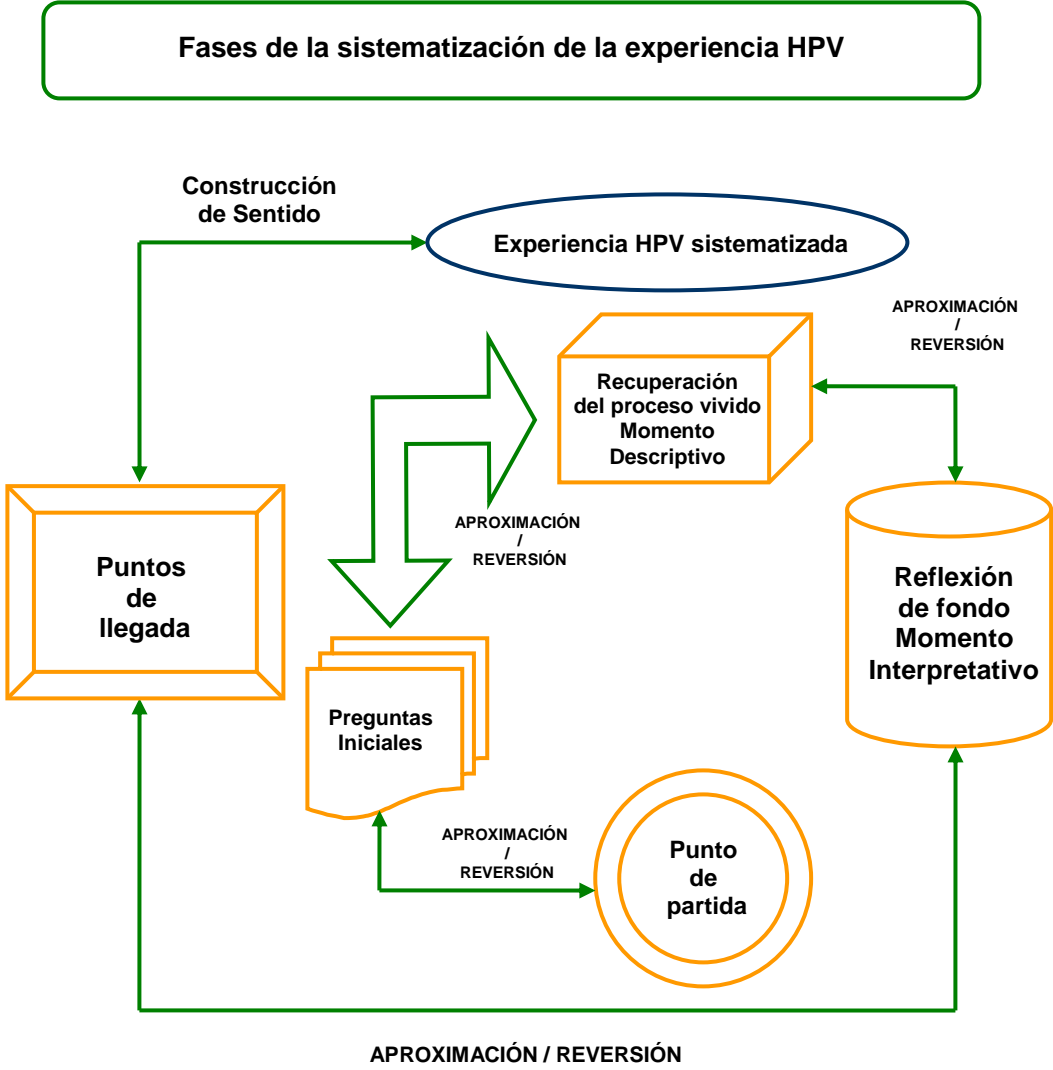 Fases de la sistematización de la experiencia HPV
Construcción
de Sentido
Experiencia HPV sistematizada
APROXIMACIÓN
/
REVERSIÓN
Recuperación
del proceso vivido
Momento
Descriptivo
APROXIMACIÓN
/
REVERSIÓN
Puntos
de
llegada
Reflexión
de fondo
Momento
Interpretativo
Preguntas
Iniciales
APROXIMACIÓN
/
REVERSIÓN
Punto
de
partida
APROXIMACIÓN / REVERSIÓN